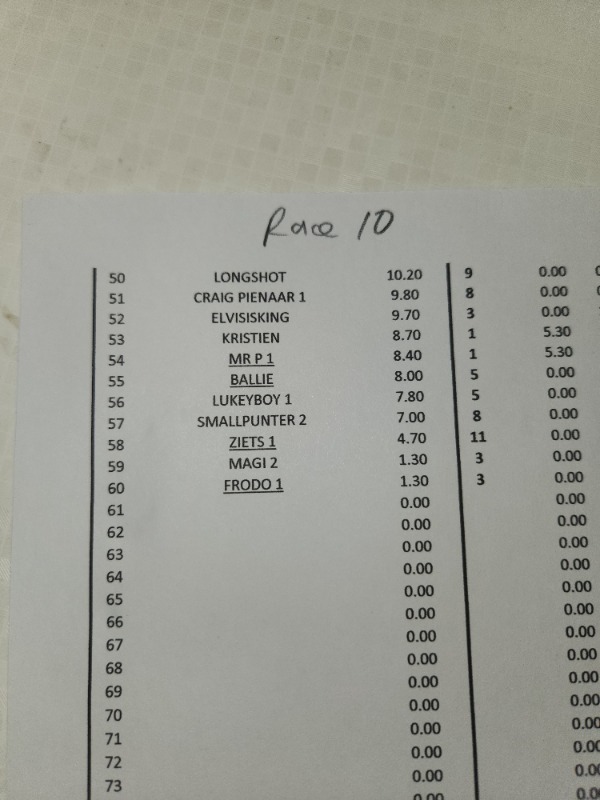 Race 10
50 LONGSHOT 10.20 9 0.00
51 CRAIG PIENAAR 1 9.80 8 0.00
52 ELVISISKING 9.70 3 0.00
53 KRISTIEN 8.70 1 5.30
54 MR P 1 8.40 1 5.30
55 BALLIE 8.00 5 0.00
56 LUKEYBOY 1 7.80 5 0.00
57 SMALLPUNTER 2 7.00 8 0.00
58 ZIETS 1 4.70 11 0.00
59 MAGI 2 1.30 3 0.00
60 FRODO 1 1.30 3 0.00
61 0.00 0.00
62 0.00 0.00
63 0.00 0.00
64 0.00 0.00
65 0.00 0.00
66 0.00 0.00
67 0.00 0.00
68 0.00 0.00
69 0.00 0.00
70 0.00 0.00
71 0.00 0.00
72 0.00 0.00
73 0.00
0.00